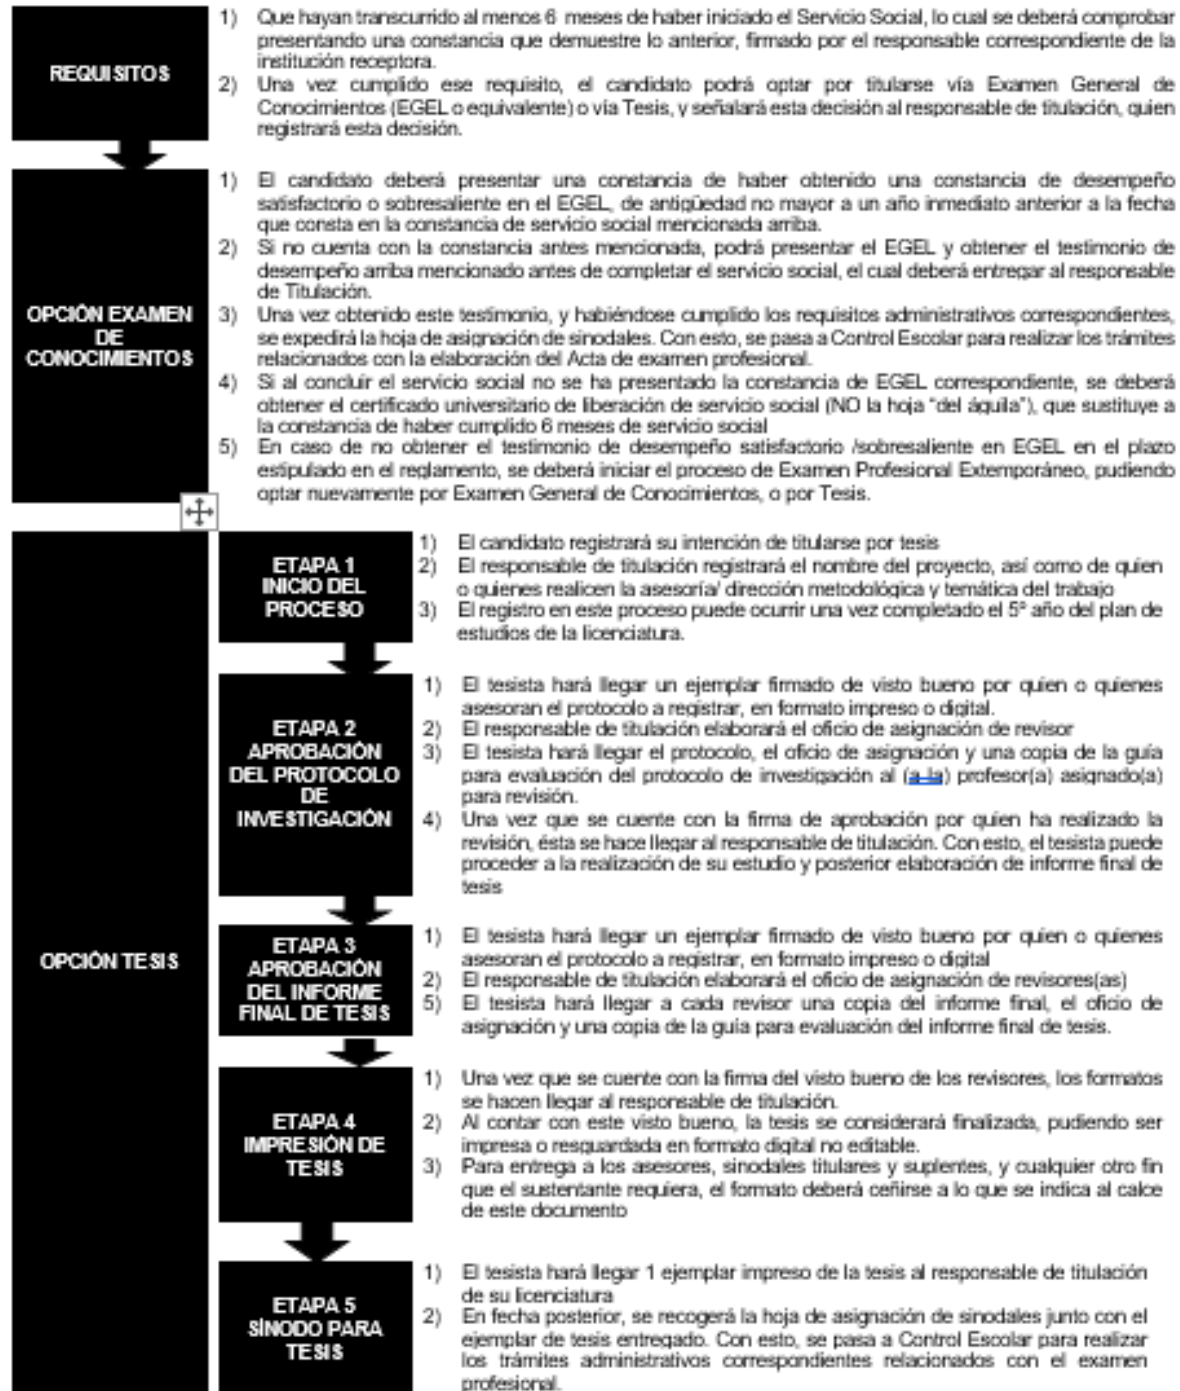 REQUISITOS
1) Que hayan transcurrido al menos 6 meses de haber iniciado el Servicio Social, lo cual se deberá comprobar
presentando una constancia que demuestre lo anterior, firmado por el responsable correspondiente de la
institución receptora.
2) Una vez cumplido ese requisito, el candidato podrá optar por titularse vía Examen General de
Conocimientos (EGEL o equivalente) o vía Tesis, y señalará esta decisión al responsable de titulación, quien
registrará esta decisión.
OPCIÓN EXAMEN
DE
CONOCIMIENTOS
1) El candidato deberá presentar una constancia de haber obtenido una constancia de desempeño
satisfactorio o sobresaliente en el EGEL, de antigüedad no mayor a un año inmediato anterior a la fecha
que consta en la constancia de servicio social mencionada arriba.
2) Si no cuenta con la constancia antes mencionada, podrá presentar el EGEL y obtener el testimonio de
desempeño arriba mencionado antes de completar el servicio social, el cual deberá entregar al responsable
de Titulación.
3) Una vez obtenido este testimonio, y habiéndose cumplido los requisitos administrativos correspondientes,
se expedirá la hoja de asignación de sinodales. Con esto, se pasa a Control Escolar para realizar los trámites
relacionados con la elaboración del Acta de examen profesional.
4) Si al concluir el servicio social no se ha presentado la constancia de EGEL correspondiente, se deberá
obtener el certificado universitario de liberación de servicio social (NO la hoja "del águila"), que sustituye a
la constancia de haber cumplido 6 meses de servicio social
5) En caso de no obtener el testimonio de desempeño satisfactorio /sobresaliente en EGEL en el plazo
estipulado en el reglamento, se deberá iniciar el proceso de Examen Profesional Extemporáneo, pudiendo
optar nuevamente por Examen General de Conocimientos, o por Tesis.
OPCIÓN TESIS
ETAPA 1
INICIO DEL
PROCESO
1) El candidato registrará su intención de titularse por tesis
2) El responsable de titulación registrará el nombre del proyecto, así como de quien
o quienes realicen la asesoría/ dirección metodológica y temática del trabajo
3) El registro en este proceso puede ocurrir una vez completado el 5º año del plan de
estudios de la licenciatura.
ETAPA 2
APROBACIÓN
DEL PROTOCOLO
DE
INVESTIGACIÓN
1) El tesista hará llegar un ejemplar firmado de visto bueno por quien o quienes
asesoran el protocolo a registrar, en formato impreso o digital.
2) El responsable de titulación elaborará el oficio de asignación de revisor
3) El tesista hará llegar el protocolo, el oficio de asignación y una copia de la guía
para evaluación del protocolo de investigación al (a la) profesor(a) asignado(a)
para revisión.
4) Una vez que se cuente con la firma de aprobación por quien ha realizado la
revisión, ésta se hace llegar al responsable de titulación. Con esto, el tesista puede
proceder a la realización de su estudio y posterior elaboración de informe final de
tesis
ETAPA 3
APROBACIÓN
DEL INFORME
FINAL DE TESIS
1) El tesista hará llegar un ejemplar firmado de visto bueno por quien o quienes
asesoran el protocolo a registrar, en formato impreso o digital
2) El responsable de titulación elaborará el oficio de asignación de revisores(as)
5) El tesista hará llegar a cada revisor una copia del informe final, el oficio de
asignación y una copia de la guía para evaluación del informe final de tesis.
ETAPA 4
IMPRESIÓN DE
TESIS
1) Una vez que se cuente con la firma del visto bueno de los revisores, los formatos
se hacen llegar al responsable de titulación.
2) Al contar con este visto bueno, la tesis se considerará finalizada, pudiendo ser
impresa o resguardada en formato digital no editable.
3) Para entrega a los asesores, sinodales titulares y suplentes, y cualquier otro fin
que el sustentante requiera, el formato deberá ceñirse a lo que se indica al calce
de este documento
ETAPA 5
SÍNODO PARA
TESIS
1) El tesista hará llegar 1 ejemplar impreso de la tesis al responsable de titulación
de su licenciatura
2) En fecha posterior, se recogerá la hoja de asignación de sinodales junto con el
ejemplar de tesis entregado. Con esto, se pasa a Control Escolar para realizar
los trámites administrativos correspondientes relacionados con el examen
profesional.